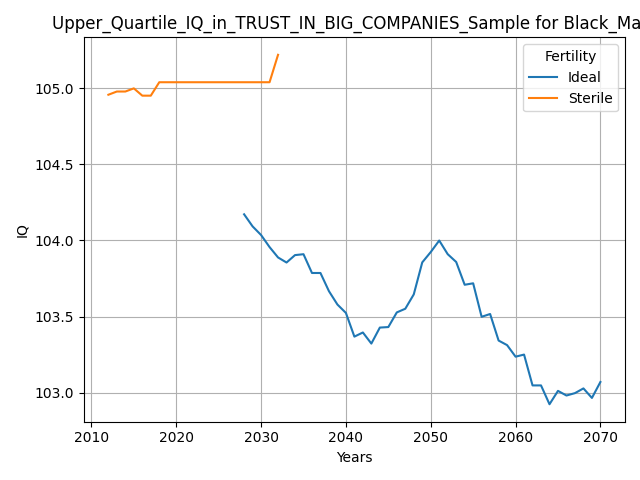 Upper_Quartile_IQ_in_TRUST_IN_BIG_COMPANIES_Sample for Black_Ma
Fertility
Ideal
Sterile
105.0
104.5
104.0
103.5
103.0
IQ
2010 2020 2030 2040 2050 2060 2070
Years